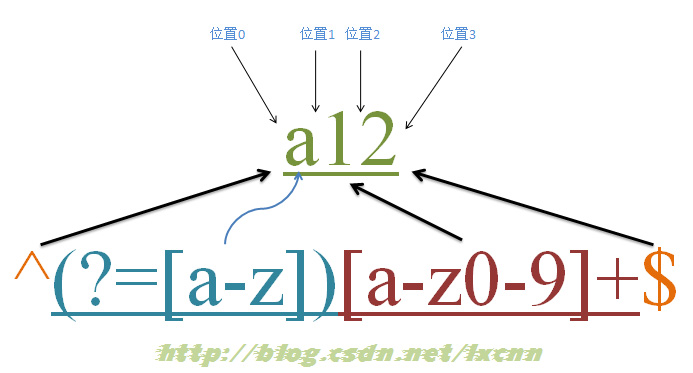 位置0 位置1 位置2 位置3
a12
^(?=[a-z])[a-z0-9]+$
http://blog.csdn.net/lxcnn